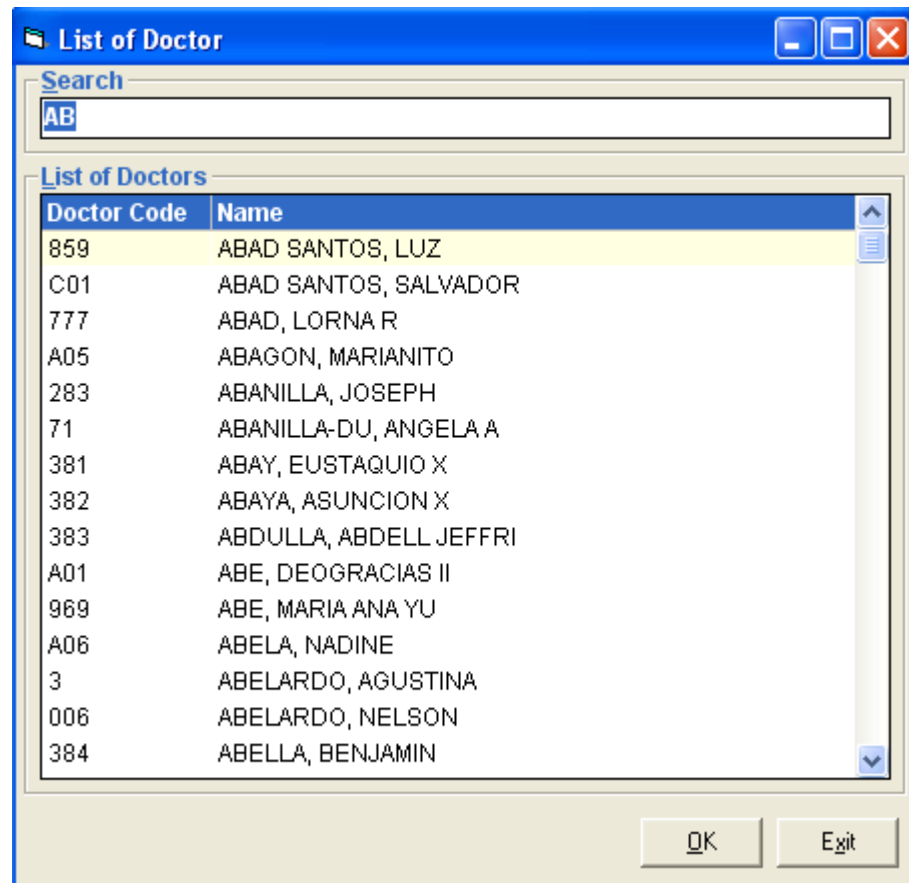 List of Doctor
Search
AB
List of Doctors
Doctor Code Name
859 ABAD SANTOS, LUZ
C01 ABAD SANTOS, SALVADOR
777 ABAD, LORNA R
A05 ABAGON, MARIANITO
283 ABANILLA, JOSEPH
71 ABANILLA-DU, ANGELA A
381 ABAY, EUSTAQUIO X
382 ABAYA, ASUNCION X
383 ABDULLA, ABDELL JEFFRI
A01 ABE, DEOGRACIAS II
969 ABE, MARIA ANA YU
A06 ABELA, NADINE
3 ABELARDO, AGUSTINA
006 ABELARDO, NELSON
384 ABELLA, BENJAMIN
OK Exit